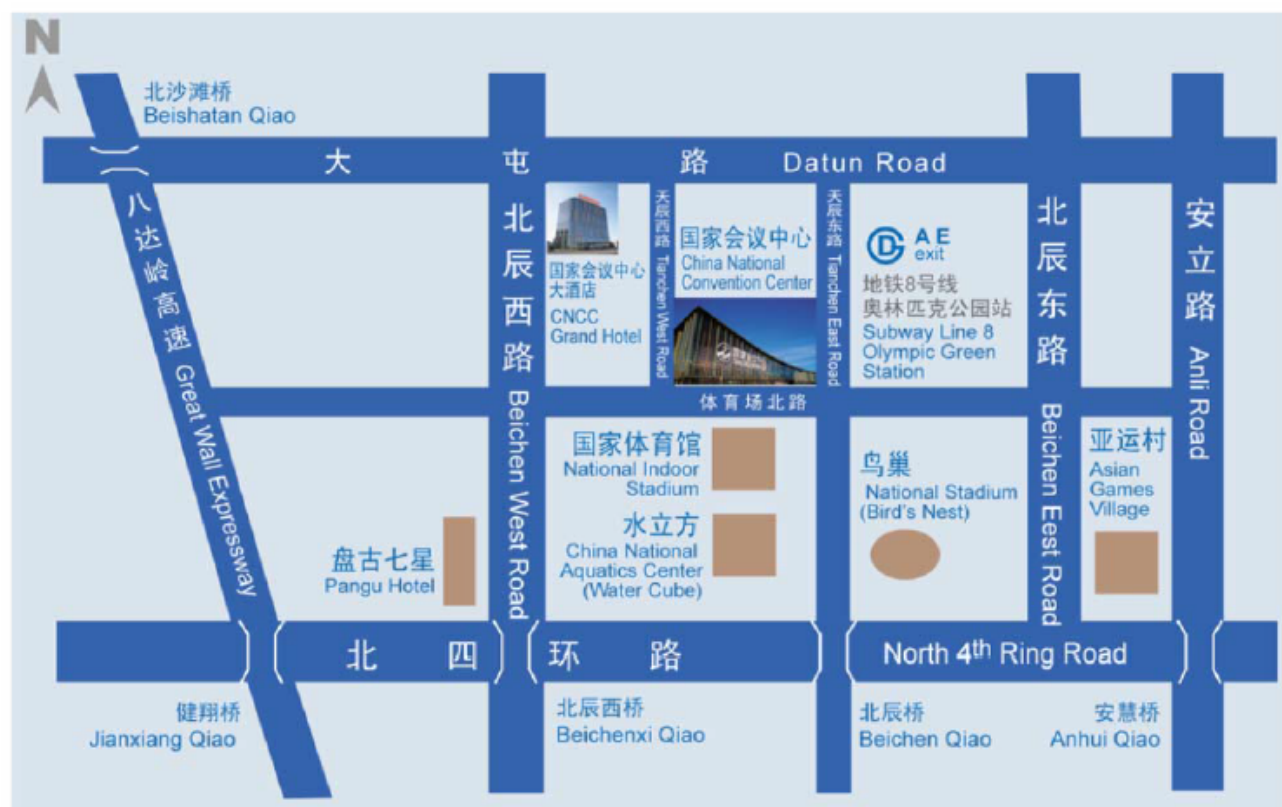 N
北沙滩桥
Beishatan Qiao
大屯路 Datun Road
八达岭高速 Great Wall Expressway
北辰西路 Beichen West Road
国家会议中心
大酒店
CNCC
Grand Hotel
天辰西路 Tianchen West Road
国家会议中心
China National
Convention Center
天辰东路 Tianchen East Road
A E
exit
地铁8号线
奥林匹克公园站
Subway Line 8
Olympic Green
Station
北辰东路 Beichen Eest Road
安立路 Anli Road
体育场北路
国家体育馆
National Indoor
Stadium
水立方
China National
Aquatics Center
(Water Cube)
盘古七星
Pangu Hotel
鸟巢
National Stadium
(Bird's Nest)
亚运村
Asian
Games
Village
北四环路 North 4th Ring Road
健翔桥
Jianxiang Qiao
北辰西桥
Beichenxi Qiao
北辰桥
Beichen Qiao
安慧桥
Anhui Qiao